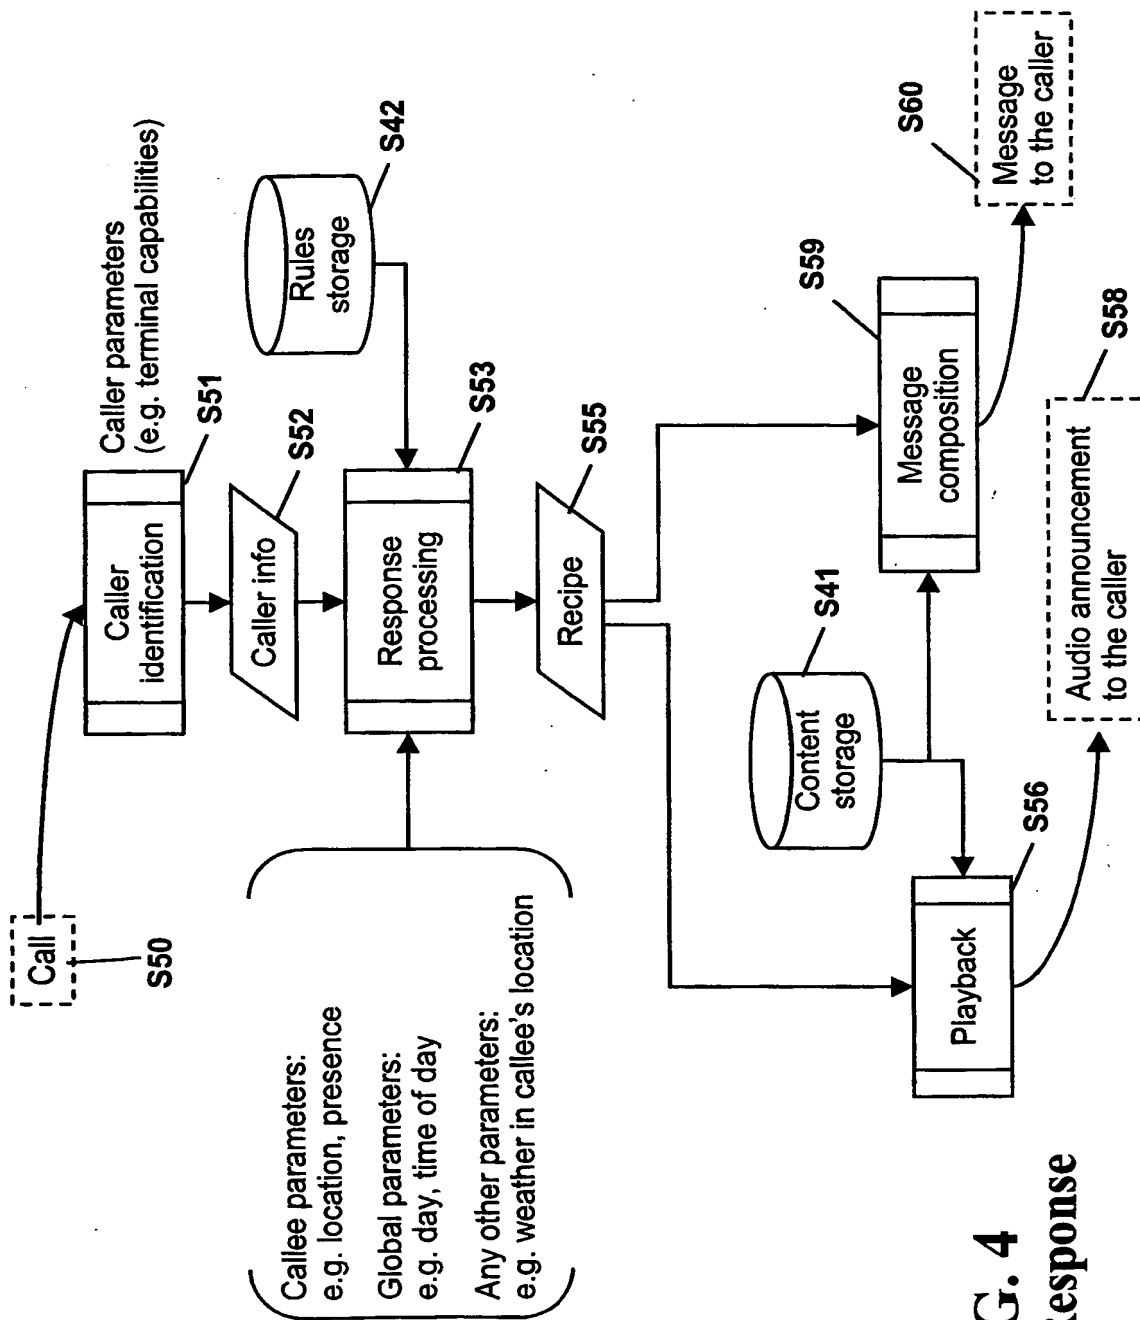 Call
S50
Caller
identification
Caller parameters
(e.g. terminal capabilities)
S51
Caller info
S52
Callee parameters:
e.g. location, presence
Global parameters:
e.g. day, time of day
Any other parameters:
e.g. weather in callee's location
Response
processing
S53
Rules
storage
S42
Recipe
S55
Content
storage
S41
Playback
S56
Message
composition
S59
Audio announcement
to the caller
S58
Message
to the caller
S60
G. 4
esponse